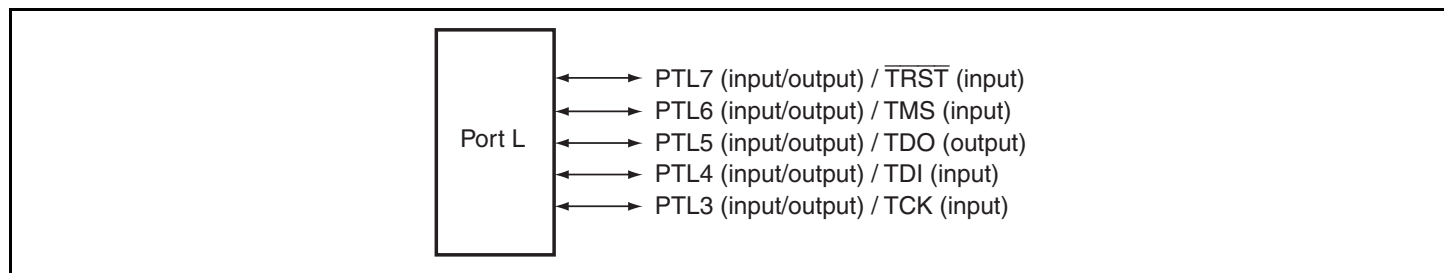 Port L
PTL7 (input/output) / T̅R̅S̅T̅ (input)
PTL6 (input/output) / TMS (input)
PTL5 (input/output) / TDO (output)
PTL4 (input/output) / TDI (input)
PTL3 (input/output) / TCK (input)